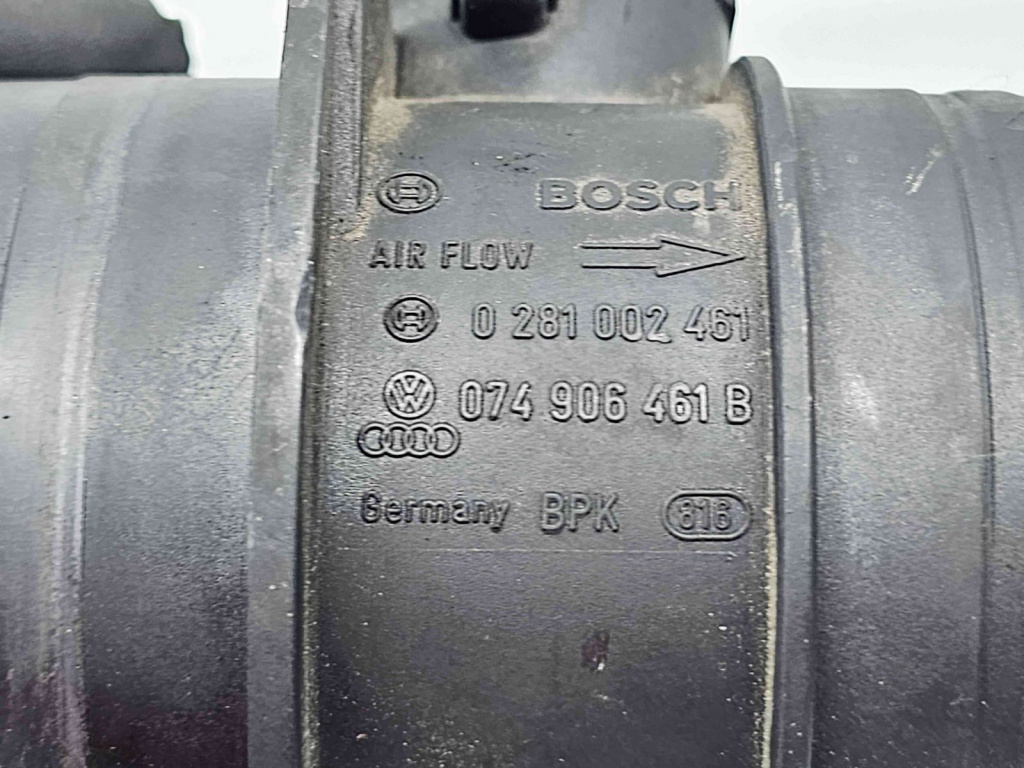 BOSCH
AIR FLOW
0 281 002 461
074 906 461 B
Germany BPK 616